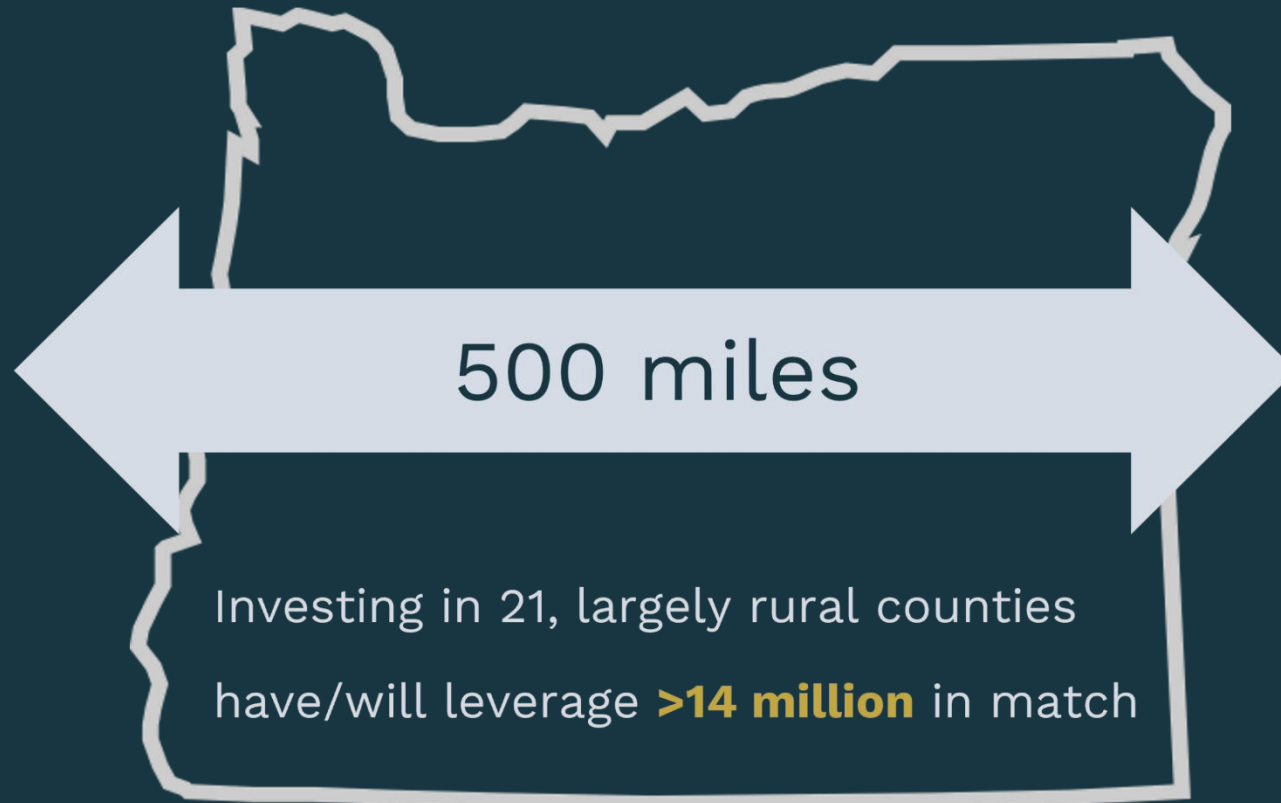 500 miles
Investing in 21, largely rural counties
have/will leverage >14 million in match